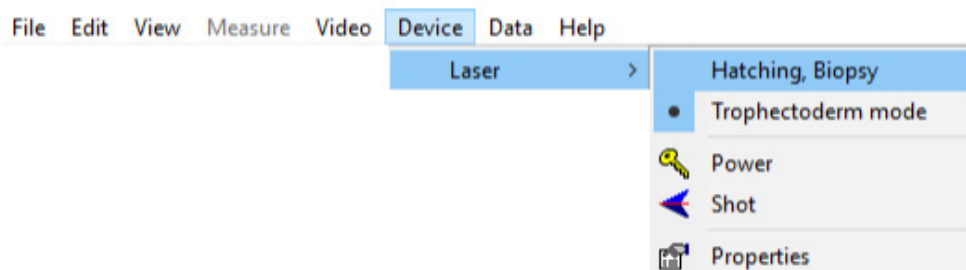 File Edit View Measure Video Device Data Help
Laser > Hatching, Biopsy
Trophectoderm mode
Power
Shot
Properties